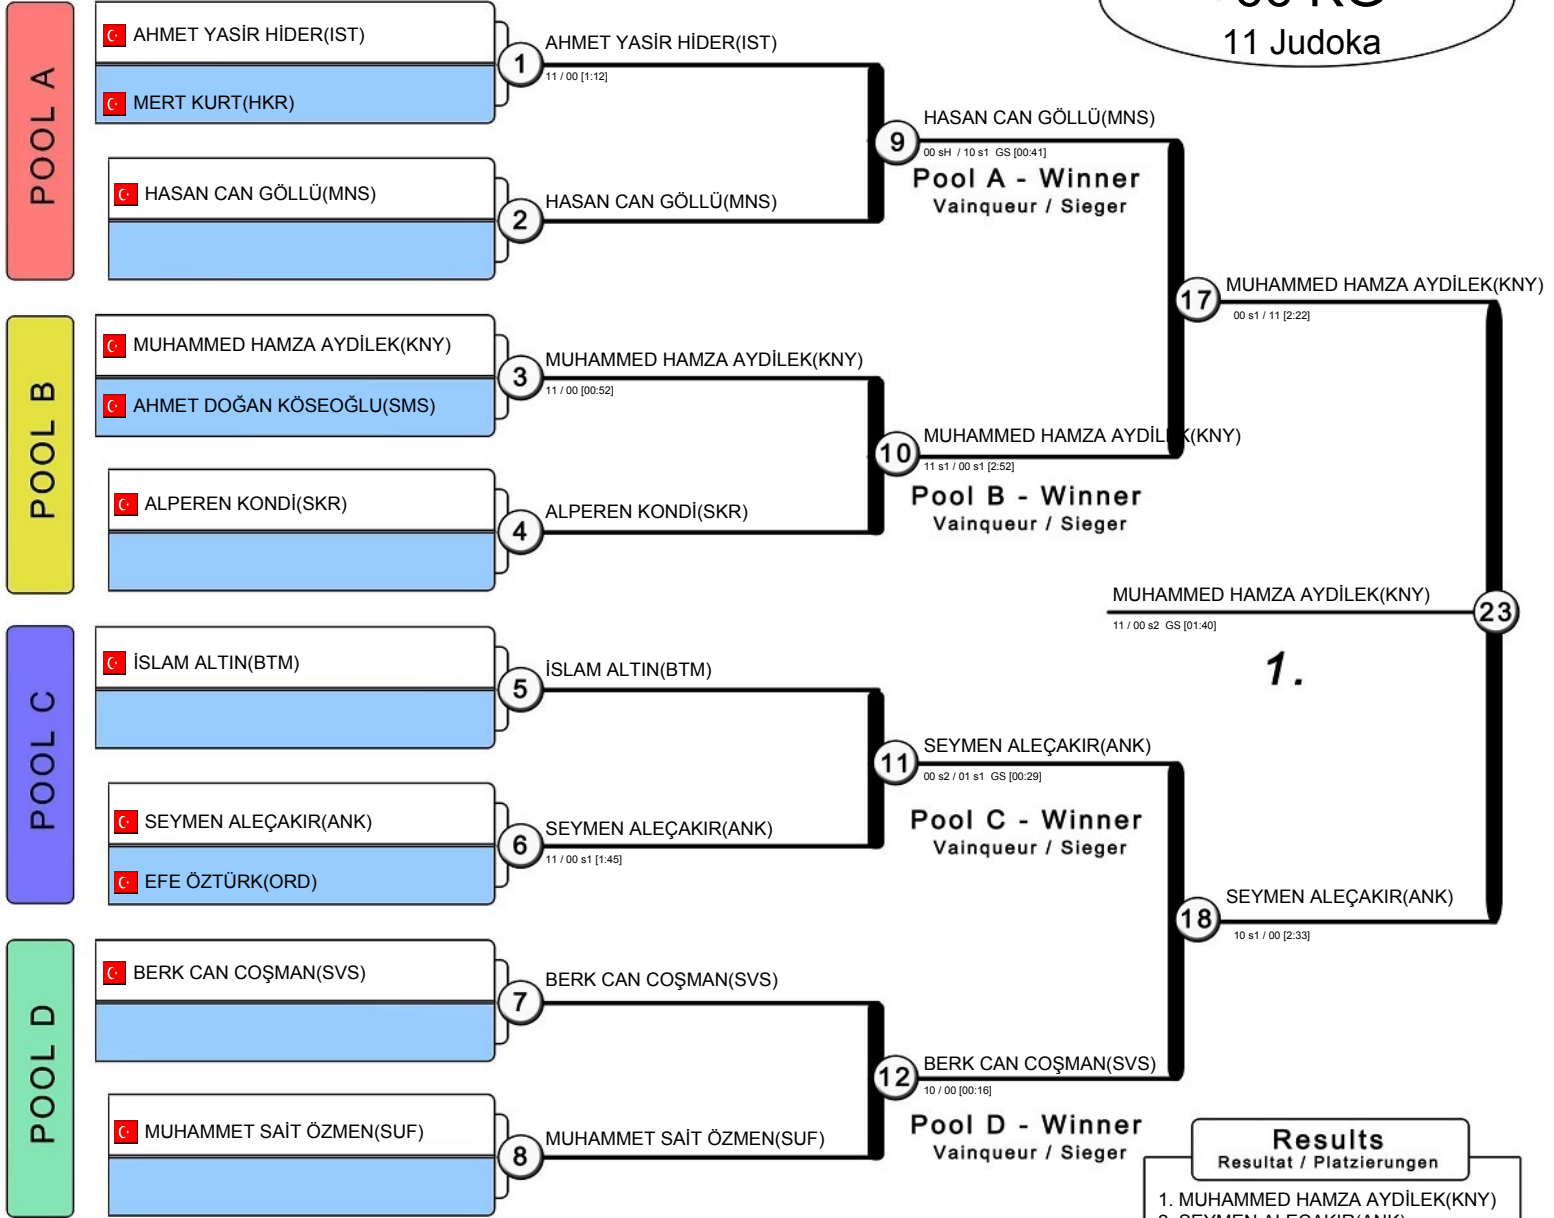 KG
11 Judoka
POOL A
AHMET YASİR HİDER(IST)
MERT KURT(HKR)
1
AHMET YASİR HİDER(IST)
11 / 00 [1:12]
HASAN CAN GÖLLÜ(MNS)
2
HASAN CAN GÖLLÜ(MNS)
9
HASAN CAN GÖLLÜ(MNS)
00 sH / 10 s1 GS [00:41]
Pool A - Winner
Vainqueur / Sieger
POOL B
MUHAMMED HAMZA AYDİLEK(KNY)
AHMET DOĞAN KÖSEOĞLU(SMS)
3
MUHAMMED HAMZA AYDİLEK(KNY)
11 / 00 [00:52]
ALPEREN KONDİ(SKR)
4
ALPEREN KONDİ(SKR)
10
MUHAMMED HAMZA AYDİLEK(KNY)
11 s1 / 00 s1 [2:52]
Pool B - Winner
Vainqueur / Sieger
17
MUHAMMED HAMZA AYDİLEK(KNY)
00 s1 / 11 [2:22]
MUHAMMED HAMZA AYDİLEK(KNY)
23
11 / 00 s2 GS [01:40]
1.
POOL C
İSLAM ALTIN(BTM)
5
İSLAM ALTIN(BTM)
SEYMEN ALEÇAKIR(ANK)
EFE ÖZTÜRK(ORD)
6
SEYMEN ALEÇAKIR(ANK)
11 / 00 s1 [1:45]
11
SEYMEN ALEÇAKIR(ANK)
00 s2 / 01 s1 GS [00:29]
Pool C - Winner
Vainqueur / Sieger
18
SEYMEN ALEÇAKIR(ANK)
10 s1 / 00 [2:33]
POOL D
BERK CAN COŞMAN(SVS)
7
BERK CAN COŞMAN(SVS)
MUHAMMET SAİT ÖZMEN(SUF)
8
MUHAMMET SAİT ÖZMEN(SUF)
12
BERK CAN COŞMAN(SVS)
10 / 00 [00:16]
Pool D - Winner
Vainqueur / Sieger
Results
Resultat / Platzierungen
1. MUHAMMED HAMZA AYDİLEK(KNY)
2. SEYMEN ALEÇAKIR(ANK)